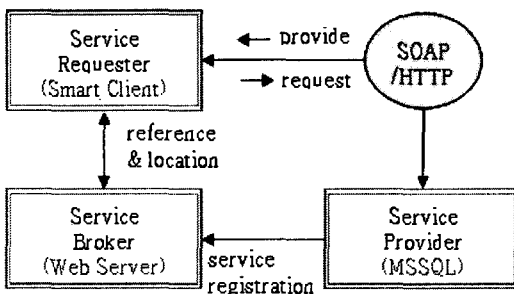 Service
Requester
(Smart Client)
provide
request
SOAP
/HTTP
reference
& location
Service
Broker
(Web Server)
service
registration
Service
Provider
(MSSQL)